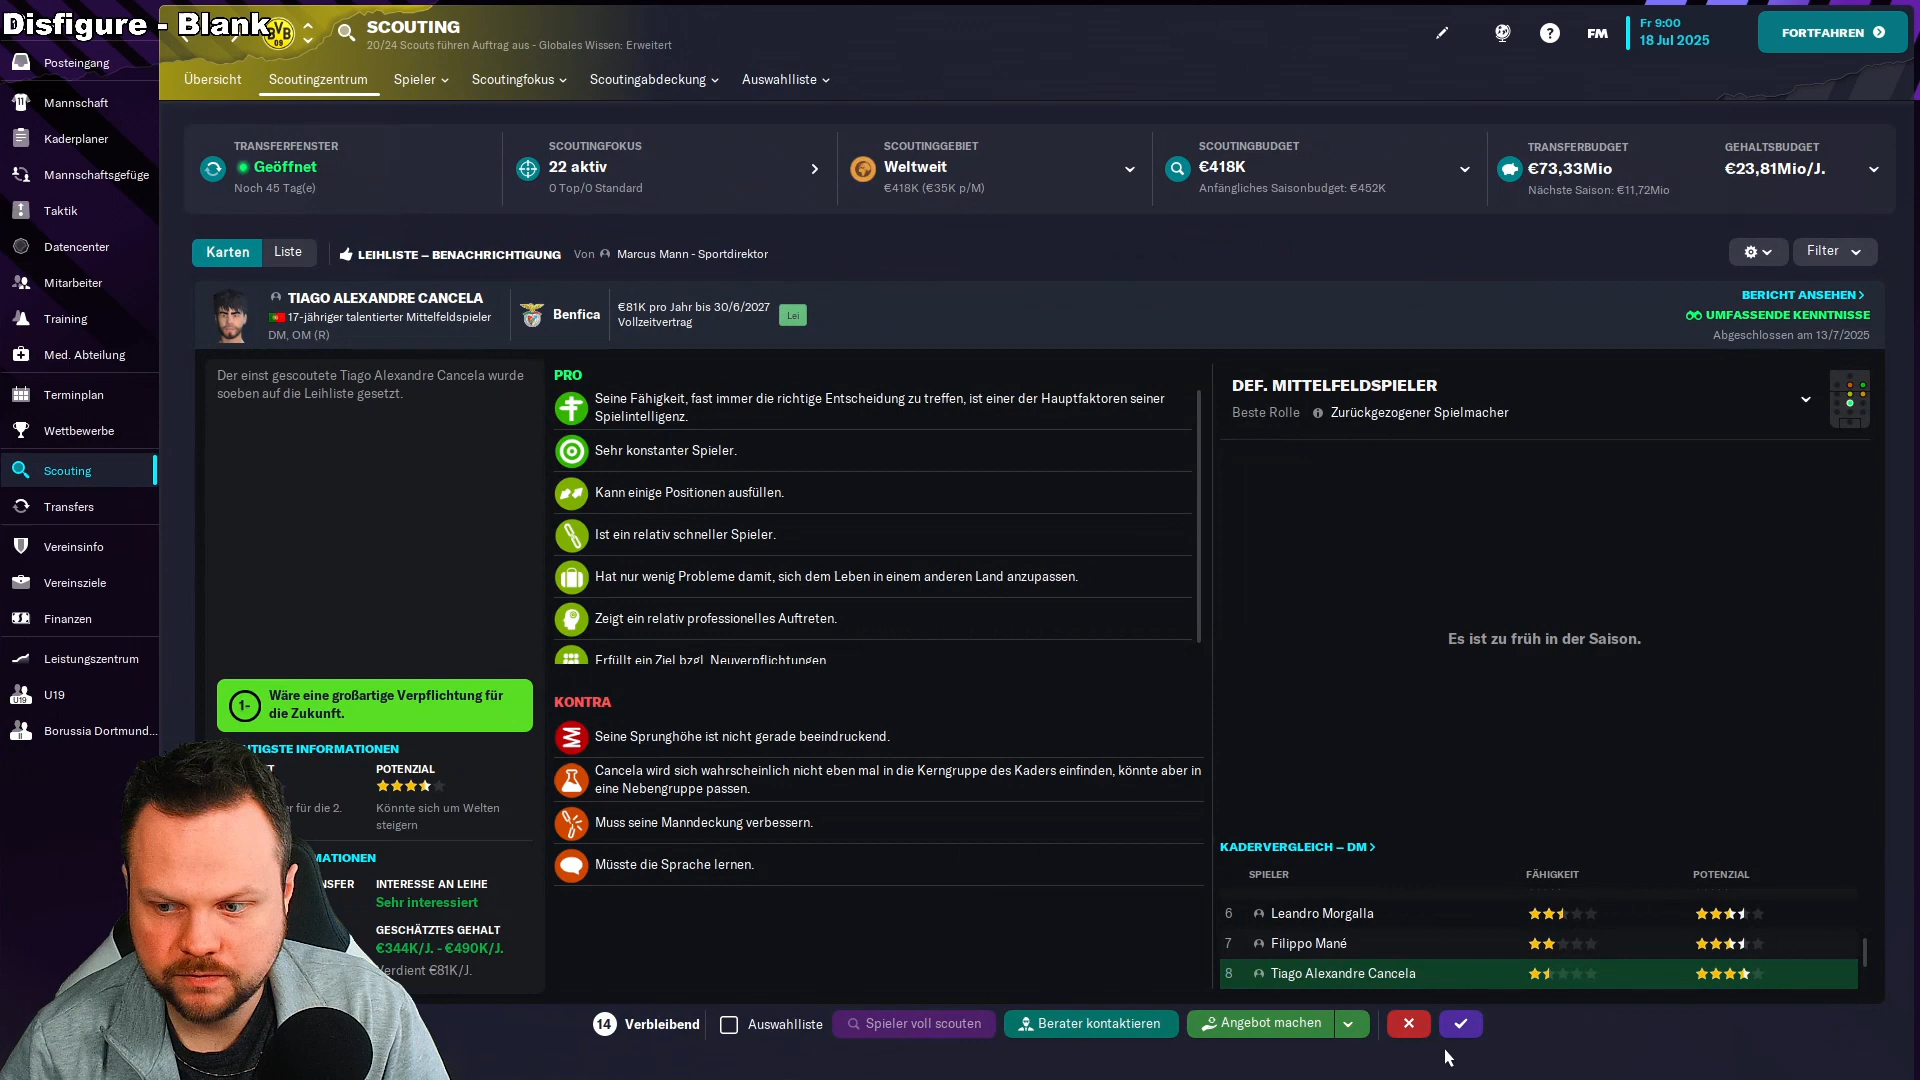 Disfigure - Blank
SCOUTING
20/24 Scouts führen Auftrag aus - Globales Wissen: Erweitert
FM
Fr 9:00
18 Jul 2025
FORTFAHREN
Übersicht
Scoutingzentrum
Spieler
Scoutingfokus
Scoutingabdeckung
Auswahlliste
Posteingang
Mannschaft
Kaderplaner
Mannschaftsgefüge
Taktik
Datencenter
Mitarbeiter
Training
Med. Abteilung
Terminplan
Wettbewerbe
Scouting
Transfers
Vereinsinfo
Vereinsziele
Finanzen
Leistungszentrum
U19
Borussia Dortmund...
TRANSFERFENSTER
Geöffnet
Noch 45 Tag(e)
SCOUTINGFOKUS
22 aktiv
0 Top/0 Standard
SCOUTINGGEBIET
Weltweit
€418K (€35K p/M)
SCOUTINGBUDGET
€418K
Anfängliches Saisonbudget: €452K
TRANSFERBUDGET
€73,33Mio
Nächste Saison: €11,72Mio
GEHALTSBUDGET
€23,81Mio/J.
Karten
Liste
LEIHLISTE – BENACHRICHTIGUNG
Von Marcus Mann - Sportdirektor
Filter
TIAGO ALEXANDRE CANCELA
17-jähriger talentierter Mittelfeldspieler
DM, OM (R)
Benfica
€81K pro Jahr bis 30/6/2027
Vollzeitvertrag
Lei
BERICHT ANSEHEN
UMFASSENDE KENNTNISSE
Abgeschlossen am 13/7/2025
Der einst gescoutete Tiago Alexandre Cancela wurde
soeben auf die Leihliste gesetzt.
1-
Wäre eine großartige Verpflichtung für
die Zukunft.
TIGSTE INFORMATIONEN
POTENZIAL
er für die 2.
Könnte sich um Welten
steigern
MATIONEN
NSFER
INTERESSE AN LEIHE
Sehr interessiert
GESCHÄTZTES GEHALT
€344K/J. - €490K/J.
Verdient €81K/J.
PRO
Seine Fähigkeit, fast immer die richtige Entscheidung zu treffen, ist einer der Hauptfaktoren seiner
Spielintelligenz.
Sehr konstanter Spieler.
Kann einige Positionen ausfüllen.
Ist ein relativ schneller Spieler.
Hat nur wenig Probleme damit, sich dem Leben in einem anderen Land anzupassen.
Zeigt ein relativ professionelles Auftreten.
Erfüllt ein Ziel bzgl. Neuverpflichtungen
KONTRA
Seine Sprunghöhe ist nicht gerade beeindruckend.
Cancela wird sich wahrscheinlich nicht eben mal in die Kerngruppe des Kaders einfinden, könnte aber in
eine Nebengruppe passen.
Muss seine Manndeckung verbessern.
Müsste die Sprache lernen.
DEF. MITTELFELDSPIELER
Beste Rolle Zurückgezogener Spielmacher
Es ist zu früh in der Saison.
KADERVERGLEICH – DM
SPIELER FÄHIGKEIT POTENZIAL
6 Leandro Morgalla
7 Filippo Mané
8 Tiago Alexandre Cancela
14 Verbleibend
Auswahlliste
Spieler voll scouten
Berater kontaktieren
Angebot machen